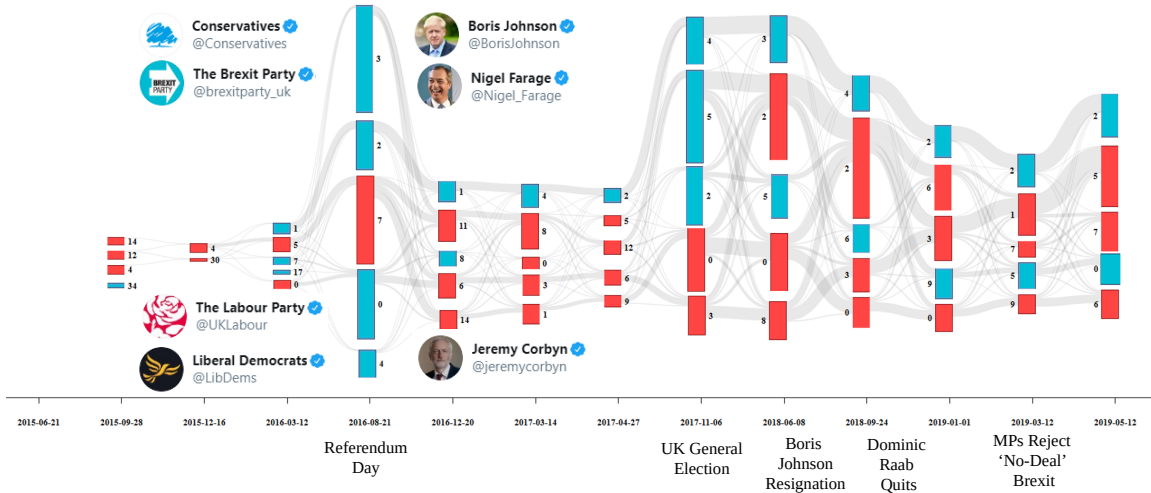 Conservatives
@Conservatives
The Brexit Party
@brexitparty_uk
BREXIT
PARTY
Boris Johnson
@BorisJohnson
Nigel Farage
@Nigel_Farage
The Labour Party
@UKLabour
Liberal Democrats
@LibDems
Jeremy Corbyn
@jeremycorbyn
14
12
4
34
4
30
1
5
7
17
0
3
2
7
0
4
1
11
8
6
14
4
8
0
3
1
2
5
12
6
9
4
5
2
0
3
3
2
5
0
8
4
2
6
3
0
2
6
3
9
0
2
1
7
5
9
2
5
7
0
6
2015-06-21
2015-09-28
2015-12-16
2016-03-12
2016-08-21
2016-12-20
2017-03-14
2017-04-27
2017-11-06
2018-06-08
2018-09-24
2019-01-01
2019-03-12
2019-05-12
Referendum
Day
UK General
Election
Boris
Johnson
Resignation
Dominic
Raab
Quits
MPs Reject
‘No-Deal’
Brexit